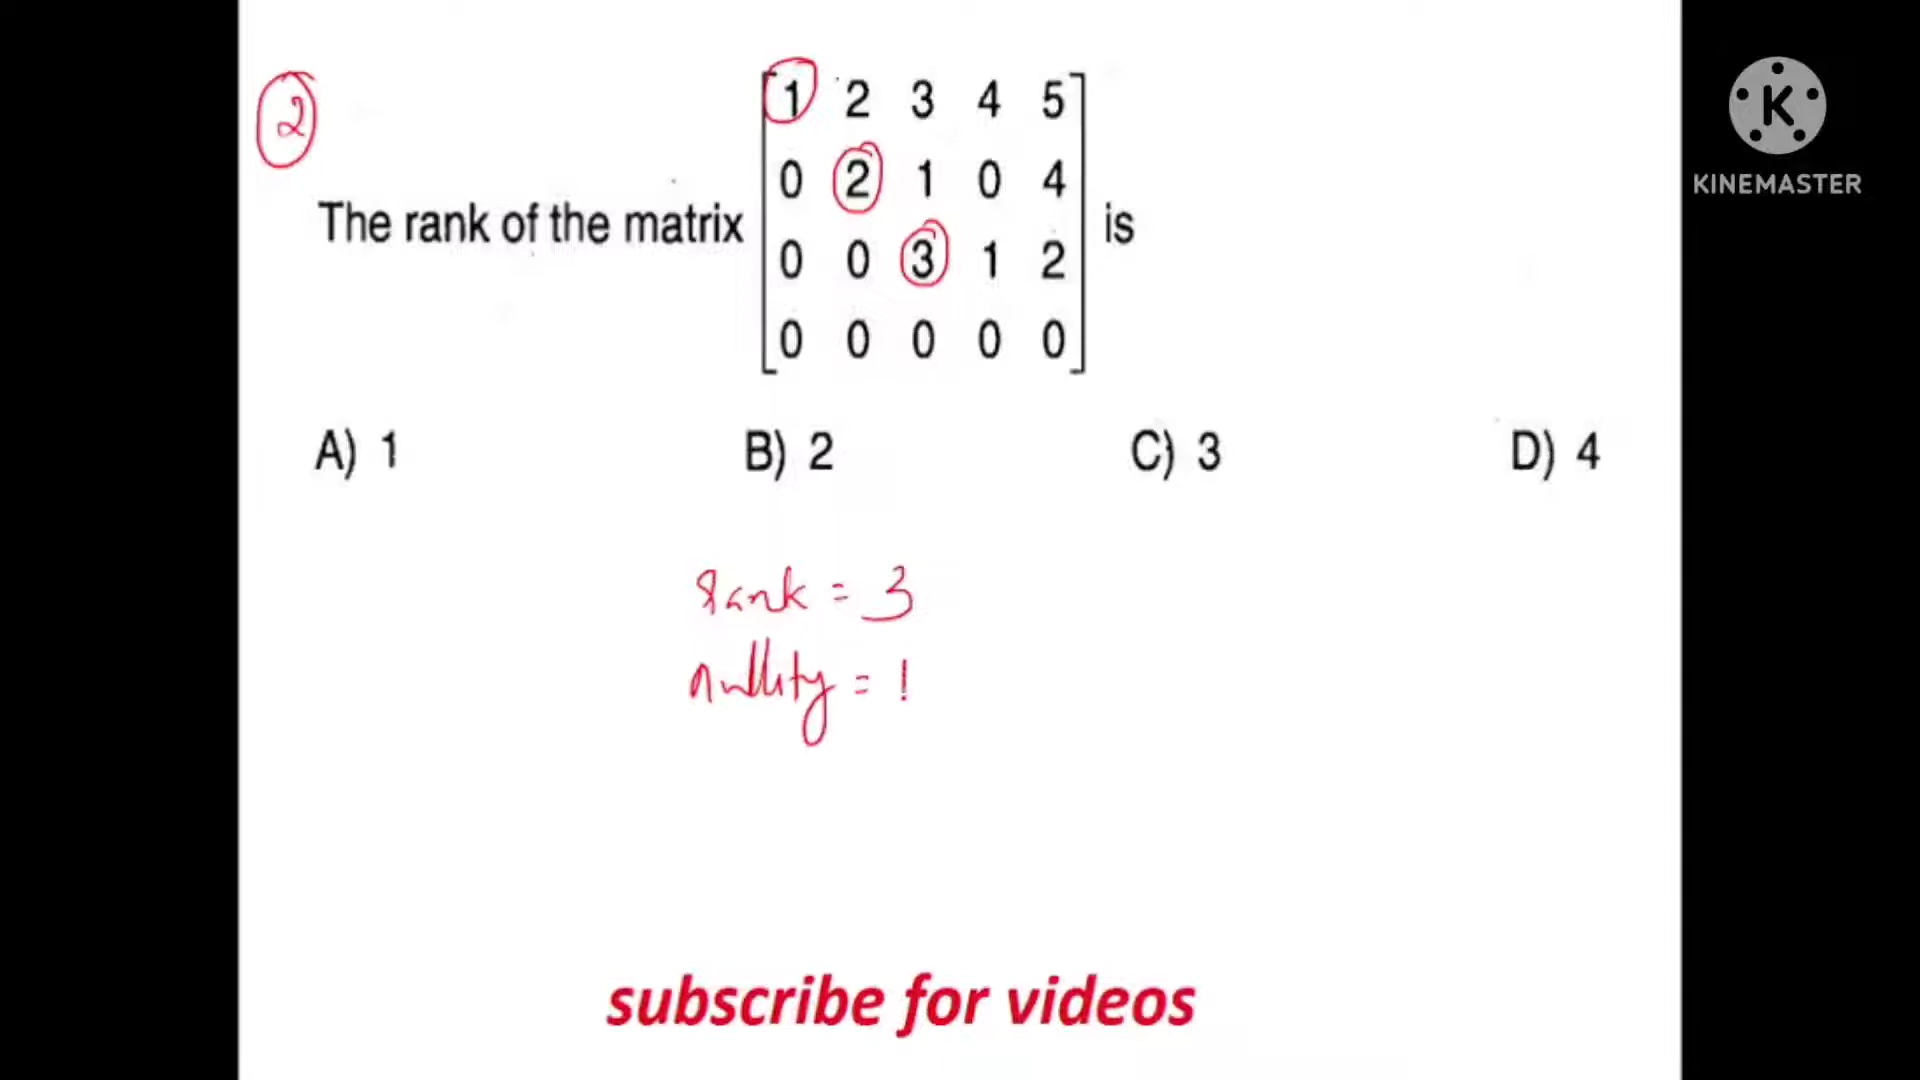 2
1 2 3 4 5
0 2 1 0 4
The rank of the matrix is
0 0 3 1 2
0 0 0 0 0
A) 1 B) 2 C) 3 D) 4
rank = 3
nullity = 1
subscribe for videos
K
KINEMASTER